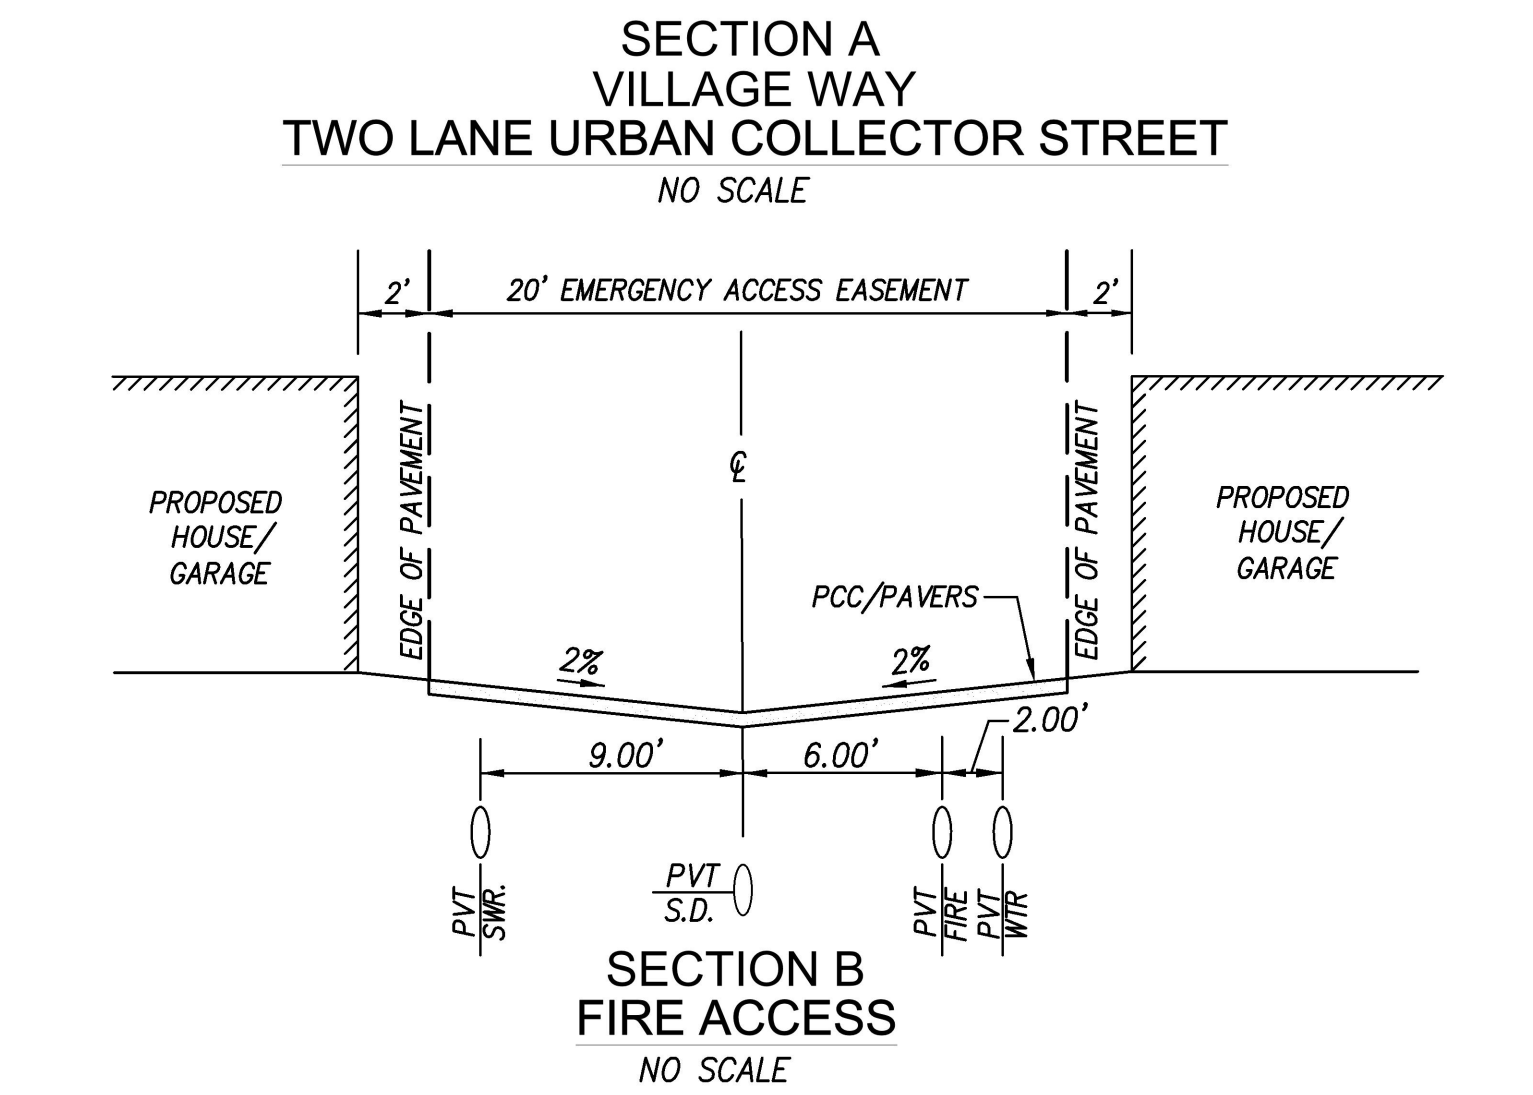 SECTION A
VILLAGE WAY
TWO LANE URBAN COLLECTOR STREET
NO SCALE
2'
20' EMERGENCY ACCESS EASEMENT
2'
EDGE OF PAVEMENT
EDGE OF PAVEMENT
℄
PROPOSED
HOUSE/
GARAGE
PROPOSED
HOUSE/
GARAGE
PCC/PAVERS
2%
2%
2.00'
9.00'
6.00'
PVT
SWR.
PVT
S.D.
PVT
FIRE
PVT
WTR
SECTION B
FIRE ACCESS
NO SCALE